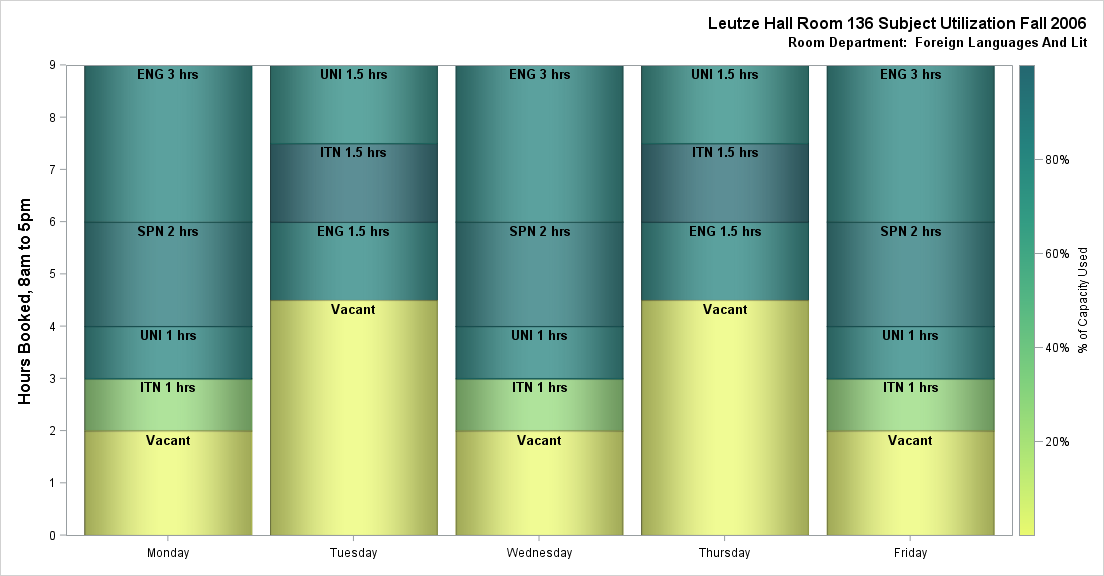 Leutze Hall Room 136 Subject Utilization Fall 2006
Room Department:  Foreign Languages And Lit
Hours Booked, 8am to 5pm
9
8
7
6
5
4
3
2
1
0
ENG 3 hrs
SPN 2 hrs
UNI 1 hrs
ITN 1 hrs
Vacant
UNI 1.5 hrs
ITN 1.5 hrs
ENG 1.5 hrs
Vacant
ENG 3 hrs
SPN 2 hrs
UNI 1 hrs
ITN 1 hrs
Vacant
UNI 1.5 hrs
ITN 1.5 hrs
ENG 1.5 hrs
Vacant
ENG 3 hrs
SPN 2 hrs
UNI 1 hrs
ITN 1 hrs
Vacant
Monday
Tuesday
Wednesday
Thursday
Friday
80%
60%
40%
20%
% of Capacity Used